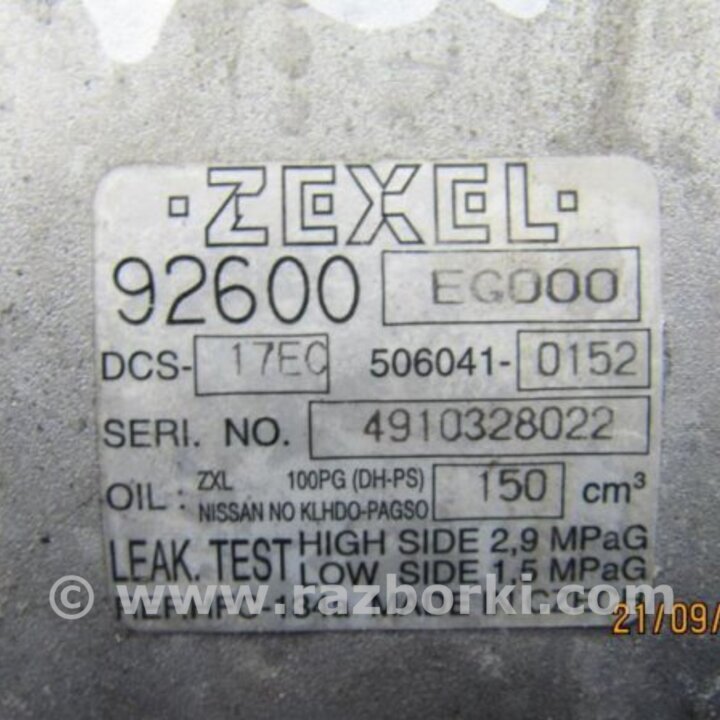 ·ZEXEL·
92600 EG000
DCS- 17EC 506041- 0152
SERI. NO. 4910328022
OIL : ZXL 100PG (DH-PS) 150 cm³
NISSAN NO KLHDO-PAGSO
LEAK. TEST HIGH SIDE 2,9 MPaG
LOW SIDE 1,5 MPaG
© www.razborki.com
21/09/